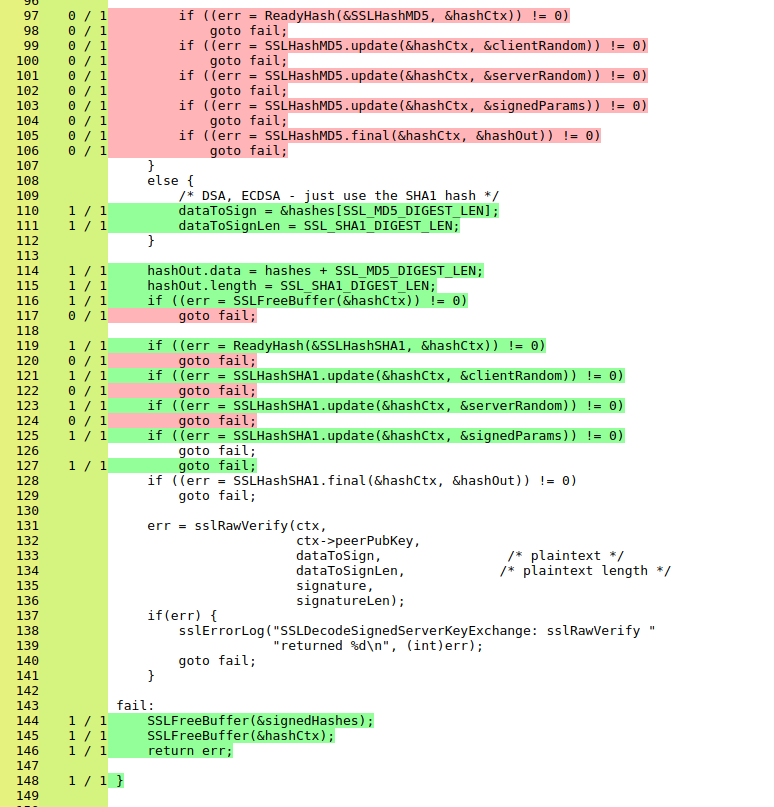 96
97 0 / 1 if ((err = ReadyHash(&SSLHashMD5, &hashCtx)) != 0)
98 0 / 1 goto fail;
99 0 / 1 if ((err = SSLHashMD5.update(&hashCtx, &clientRandom)) != 0)
100 0 / 1 goto fail;
101 0 / 1 if ((err = SSLHashMD5.update(&hashCtx, &serverRandom)) != 0)
102 0 / 1 goto fail;
103 0 / 1 if ((err = SSLHashMD5.update(&hashCtx, &signedParams)) != 0)
104 0 / 1 goto fail;
105 0 / 1 if ((err = SSLHashMD5.final(&hashCtx, &hashOut)) != 0)
106 0 / 1 goto fail;
107 }
108 else {
109 /* DSA, ECDSA - just use the SHA1 hash */
110 1 / 1 dataToSign = &hashes[SSL_MD5_DIGEST_LEN];
111 1 / 1 dataToSignLen = SSL_SHA1_DIGEST_LEN;
112 }
113
114 1 / 1 hashOut.data = hashes + SSL_MD5_DIGEST_LEN;
115 1 / 1 hashOut.length = SSL_SHA1_DIGEST_LEN;
116 1 / 1 if ((err = SSLFreeBuffer(&hashCtx)) != 0)
117 0 / 1 goto fail;
118
119 1 / 1 if ((err = ReadyHash(&SSLHashSHA1, &hashCtx)) != 0)
120 0 / 1 goto fail;
121 1 / 1 if ((err = SSLHashSHA1.update(&hashCtx, &clientRandom)) != 0)
122 0 / 1 goto fail;
123 1 / 1 if ((err = SSLHashSHA1.update(&hashCtx, &serverRandom)) != 0)
124 0 / 1 goto fail;
125 1 / 1 if ((err = SSLHashSHA1.update(&hashCtx, &signedParams)) != 0)
126 goto fail;
127 1 / 1 goto fail;
128 if ((err = SSLHashSHA1.final(&hashCtx, &hashOut)) != 0)
129 goto fail;
130
131 err = sslRawVerify(ctx,
132 ctx->peerPubKey,
133 dataToSign, /* plaintext */
134 dataToSignLen, /* plaintext length */
135 signature,
136 signatureLen);
137 if(err) {
138 sslErrorLog("SSLDecodeSignedServerKeyExchange: sslRawVerify "
139 "returned %d\n", (int)err);
140 goto fail;
141 }
142
143 fail:
144 1 / 1 SSLFreeBuffer(&signedHashes);
145 1 / 1 SSLFreeBuffer(&hashCtx);
146 1 / 1 return err;
147
148 1 / 1 }
149